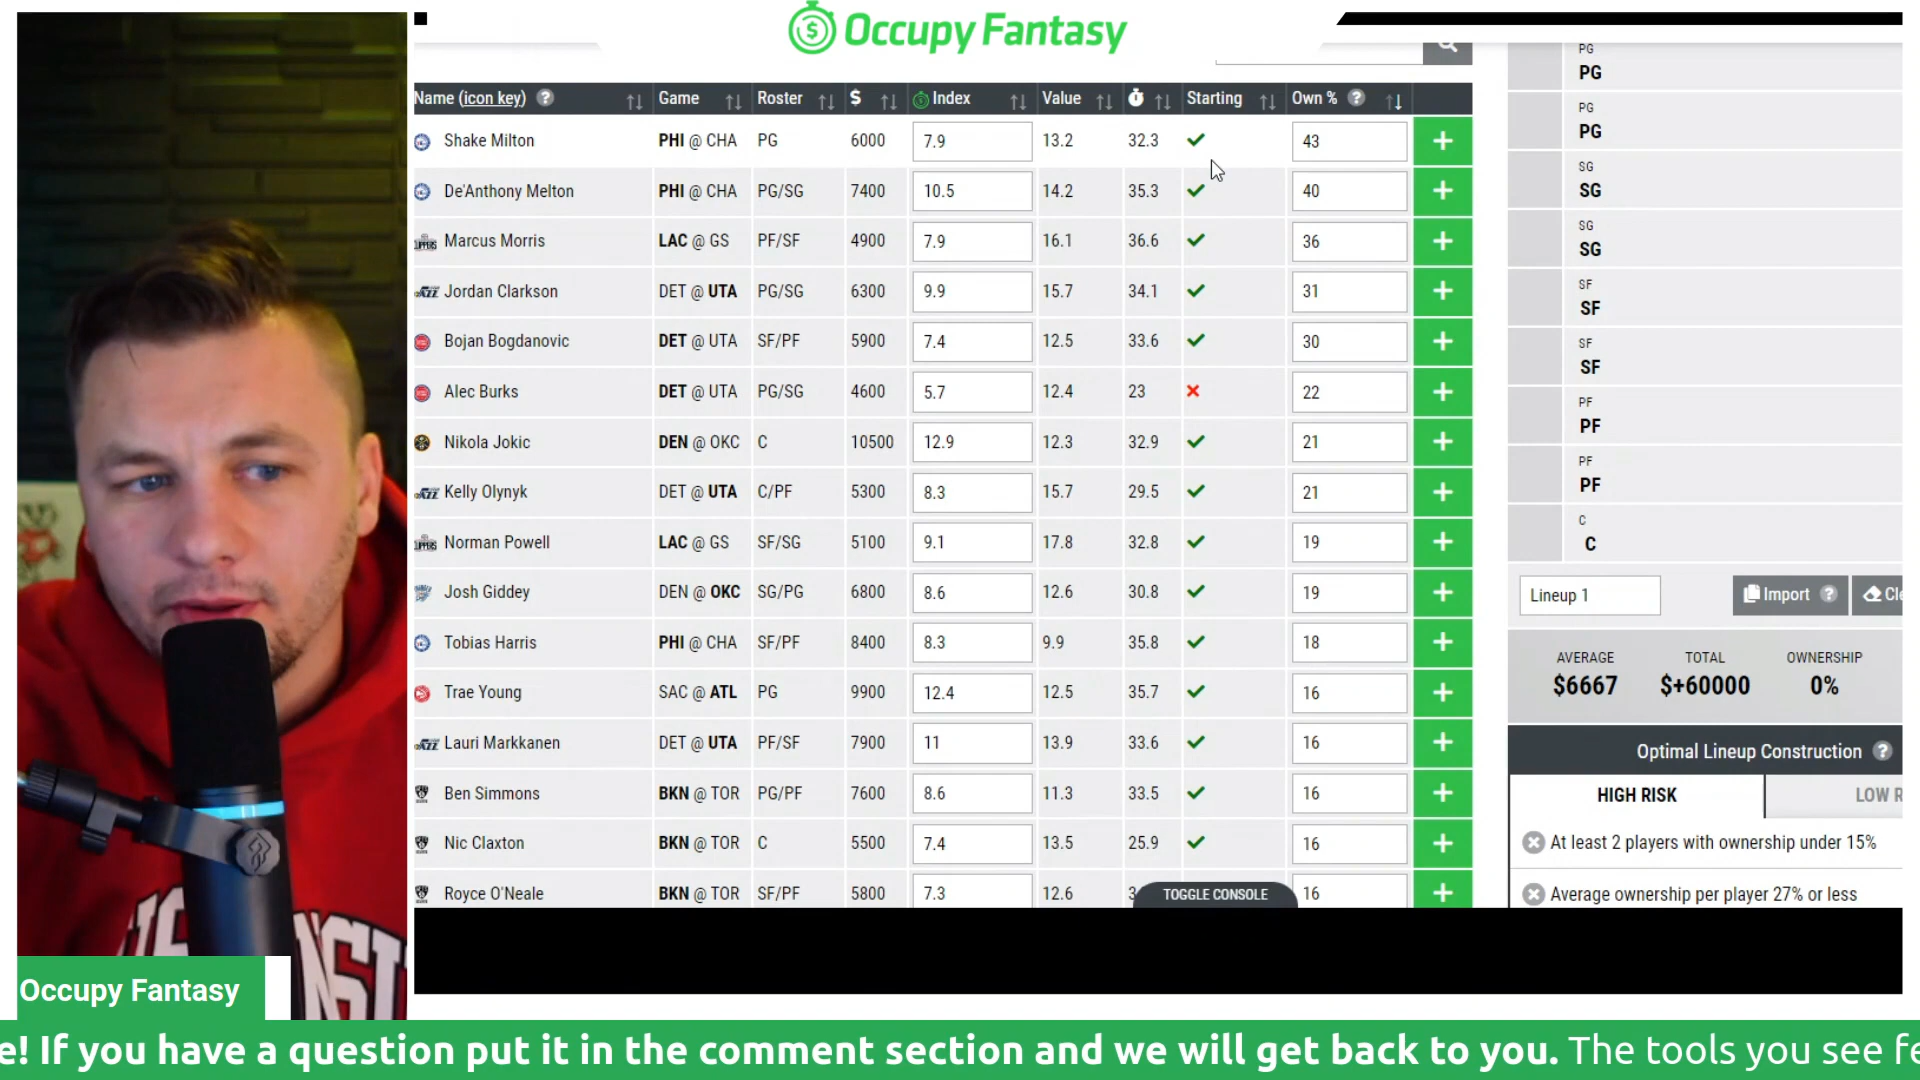 Occupy Fantasy
Name (icon key) ? Game Roster $ Index Value Starting Own % ?
Shake Milton PHI @ CHA PG 6000 7.9 13.2 32.3 43 +
De'Anthony Melton PHI @ CHA PG/SG 7400 10.5 14.2 35.3 40 +
Marcus Morris LAC @ GS PF/SF 4900 7.9 16.1 36.6 36 +
Jordan Clarkson DET @ UTA PG/SG 6300 9.9 15.7 34.1 31 +
Bojan Bogdanovic DET @ UTA SF/PF 5900 7.4 12.5 33.6 30 +
Alec Burks DET @ UTA PG/SG 4600 5.7 12.4 23 22 +
Nikola Jokic DEN @ OKC C 10500 12.9 12.3 32.9 21 +
Kelly Olynyk DET @ UTA C/PF 5300 8.3 15.7 29.5 21 +
Norman Powell LAC @ GS SF/SG 5100 9.1 17.8 32.8 19 +
Josh Giddey DEN @ OKC SG/PG 6800 8.6 12.6 30.8 19 +
Tobias Harris PHI @ CHA SF/PF 8400 8.3 9.9 35.8 18 +
Trae Young SAC @ ATL PG 9900 12.4 12.5 35.7 16 +
Lauri Markkanen DET @ UTA PF/SF 7900 11 13.9 33.6 16 +
Ben Simmons BKN @ TOR PG/PF 7600 8.6 11.3 33.5 16 +
Nic Claxton BKN @ TOR C 5500 7.4 13.5 25.9 16 +
Royce O'Neale BKN @ TOR SF/PF 5800 7.3 12.6 16 +
TOGGLE CONSOLE
PG
PG
PG
PG
SG
SG
SG
SG
SF
SF
SF
SF
PF
PF
PF
PF
C
C
Lineup 1 Import ? Cle
AVERAGE TOTAL OWNERSHIP
$6667 $+60000 0%
Optimal Lineup Construction ?
HIGH RISK LOW R
At least 2 players with ownership under 15%
Average ownership per player 27% or less
Occupy Fantasy
e! If you have a question put it in the comment section and we will get back to you. The tools you see fe